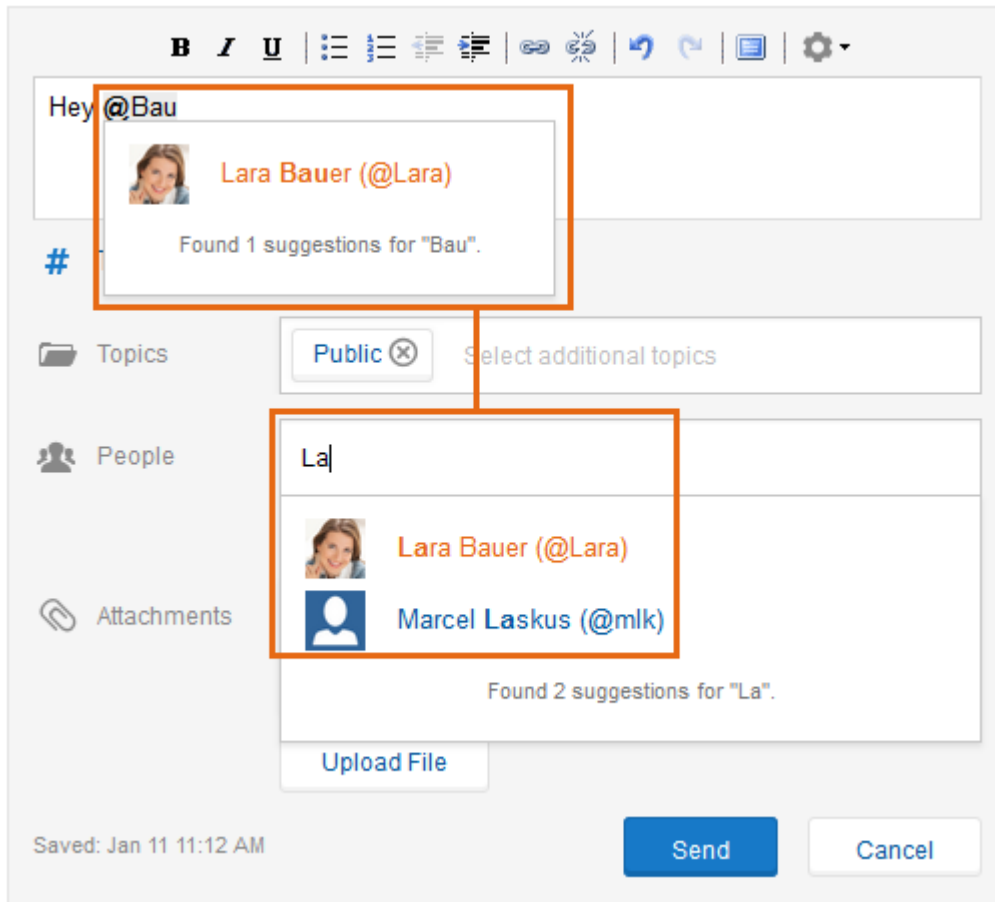 B I U
Hey @Bau
Lara Bauer (@Lara)
Found 1 suggestions for "Bau".
#
Topics
Public
Select additional topics
People
La
Lara Bauer (@Lara)
Attachments
Marcel Laskus (@mlk)
Found 2 suggestions for "La".
Upload File
Saved: Jan 11 11:12 AM
Send
Cancel